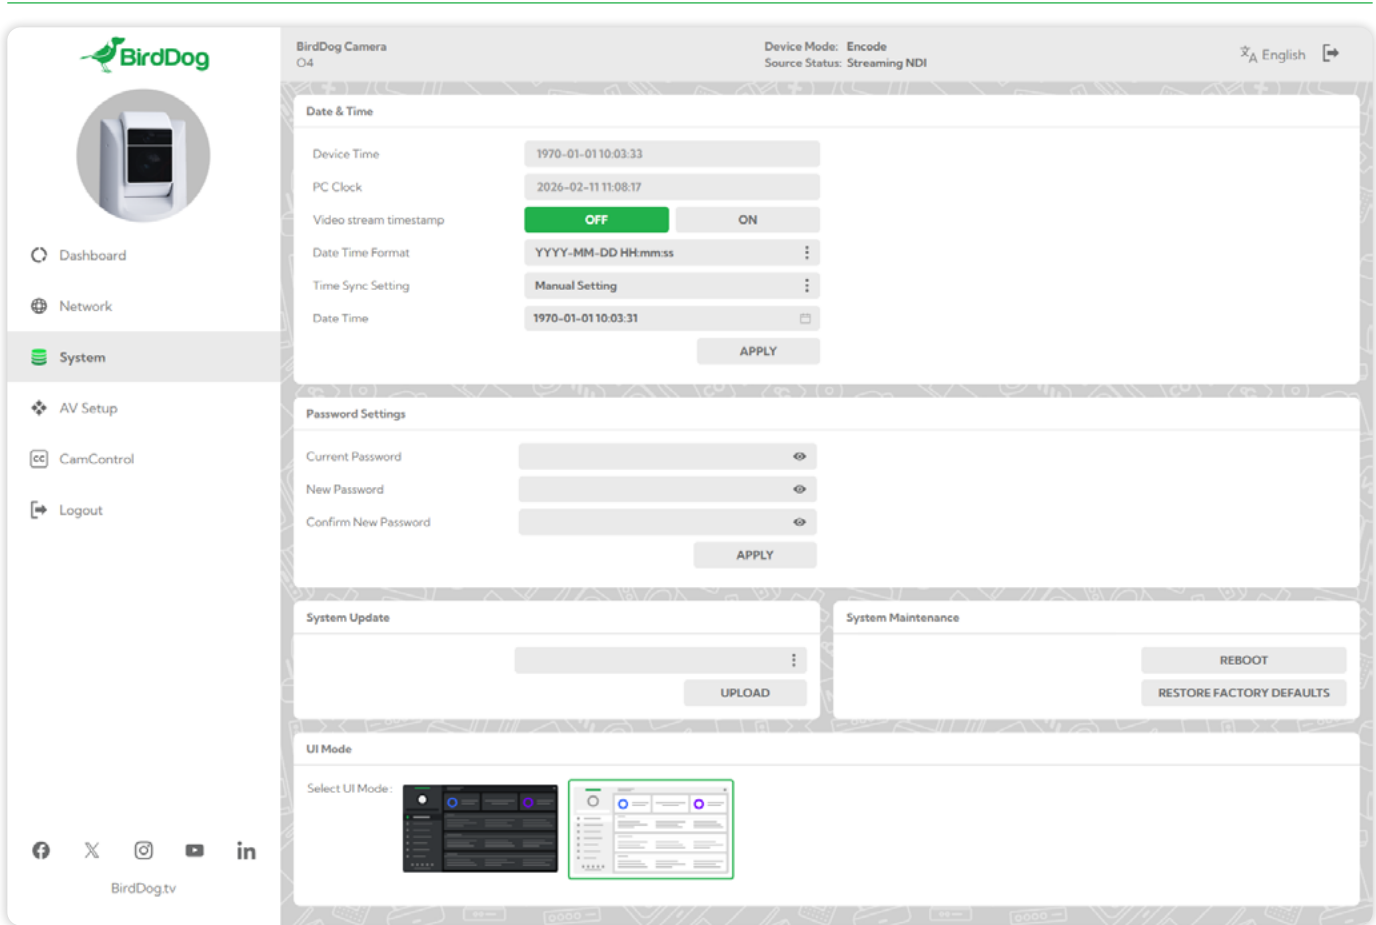 BirdDog
BirdDog Camera
O4
Device Mode: Encode
Source Status: Streaming NDI
English
Date & Time
Device Time 1970-01-01 10:03:33
PC Clock 2026-02-11 11:08:17
Video stream timestamp OFF ON
Date Time Format YYYY-MM-DD HH:mm:ss
Time Sync Setting Manual Setting
Date Time 1970-01-01 10:03:31
APPLY
Dashboard
Network
System
AV Setup
CC CamControl
Logout
Password Settings
Current Password
New Password
Confirm New Password
APPLY
System Update
UPLOAD
System Maintenance
REBOOT
RESTORE FACTORY DEFAULTS
UI Mode
Select UI Mode:
BirdDog.tv